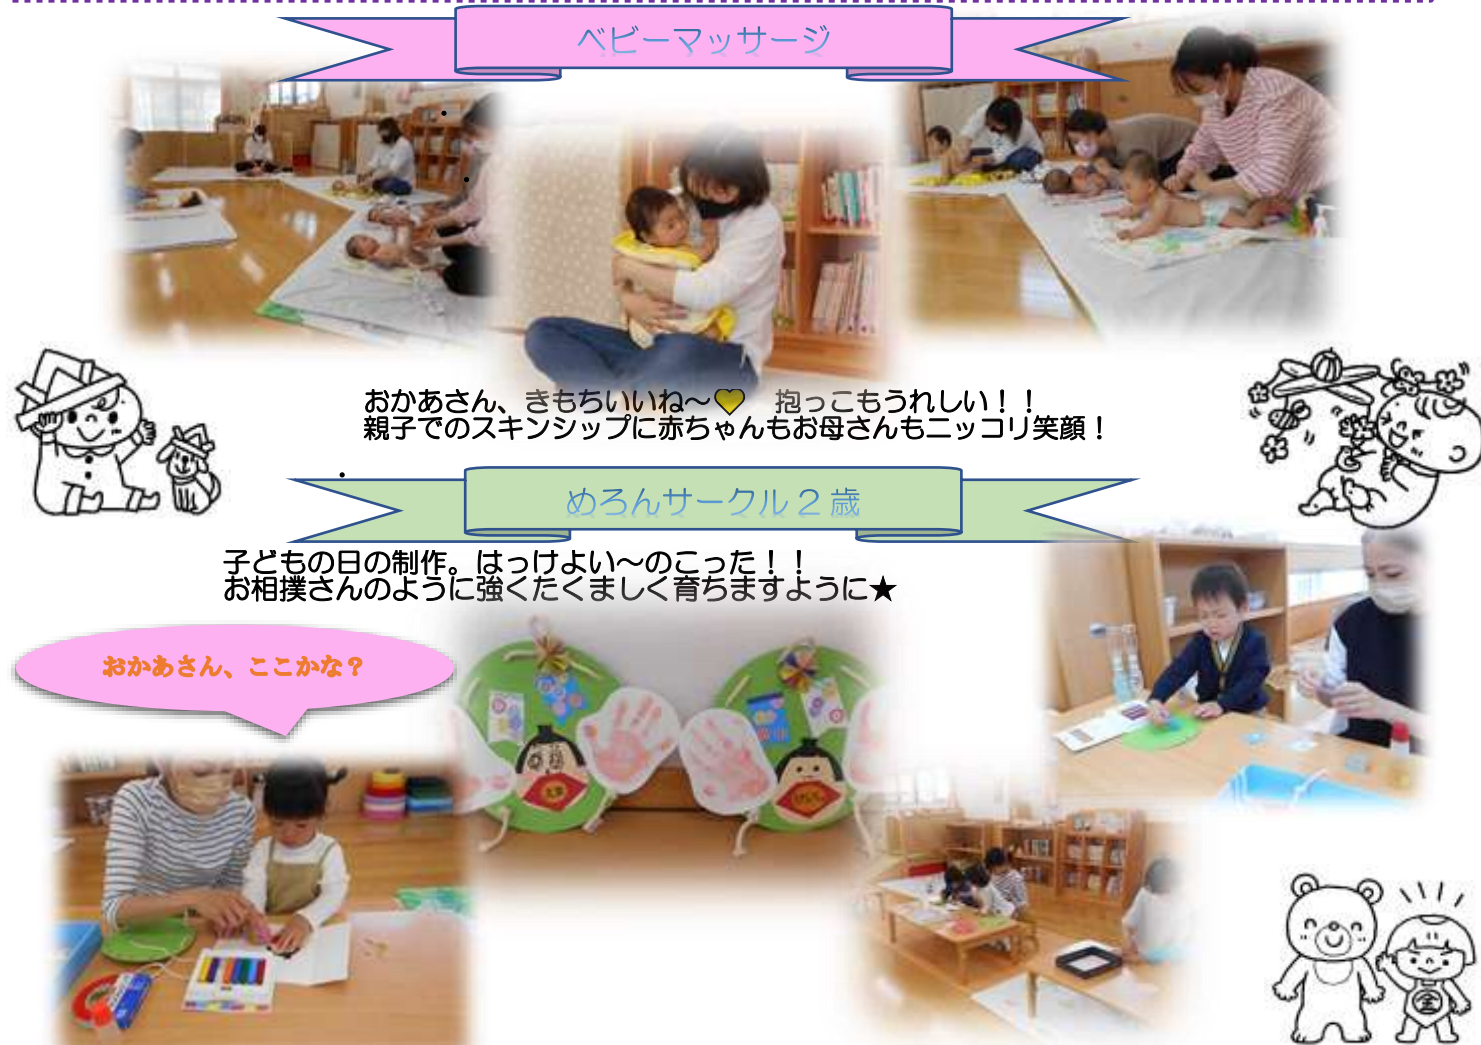 ベビーマッサージ
おかあさん、きもちいいね～💛　抱っこもうれしい！！
親子でのスキンシップに赤ちゃんもお母さんもニッコリ笑顔！
めろんサークル２歳
子どもの日の制作。はっけよい～のこった！！
お相撲さんのように強くたくましく育ちますように★
おかあさん、ここかな？
金